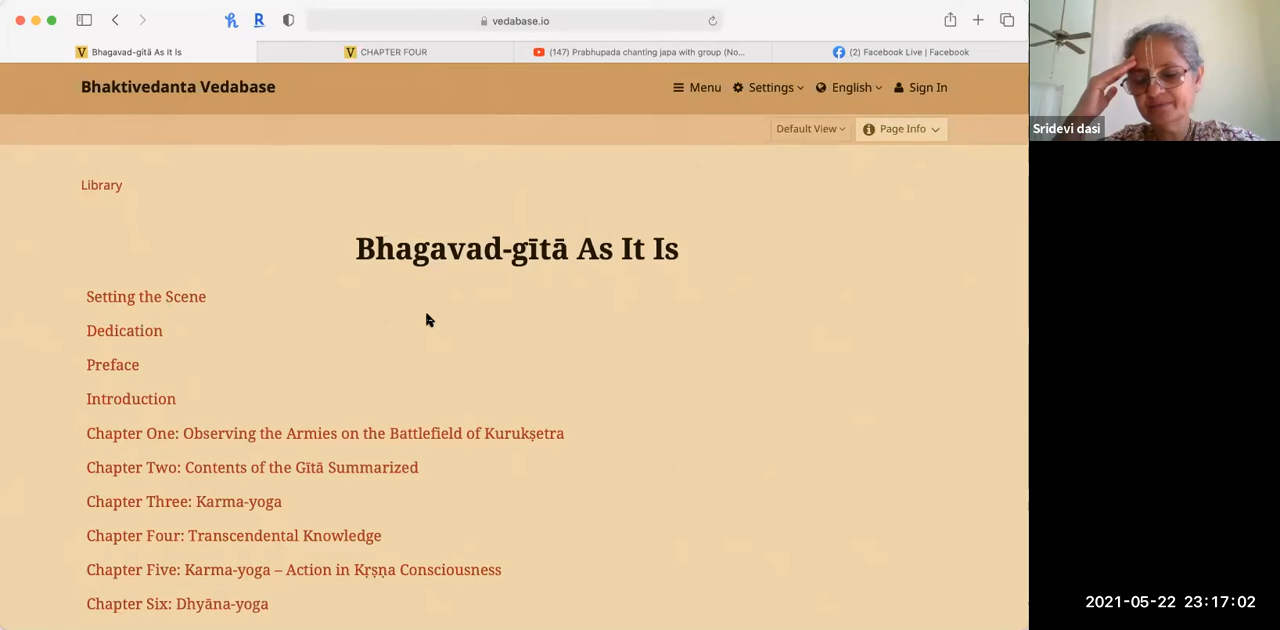 vedabase.io
Bhagavad-gītā As It Is
CHAPTER FOUR
(147) Prabhupada chanting japa with group (No...
(2) Facebook Live | Facebook
Bhaktivedanta Vedabase
Menu Settings English Sign In
Default View Page Info
Library
Bhagavad-gītā As It Is
Setting the Scene
Dedication
Preface
Introduction
Chapter One: Observing the Armies on the Battlefield of Kurukṣetra
Chapter Two: Contents of the Gītā Summarized
Chapter Three: Karma-yoga
Chapter Four: Transcendental Knowledge
Chapter Five: Karma-yoga – Action in Kṛṣṇa Consciousness
Chapter Six: Dhyāna-yoga
Sridevi dasi
2021-05-22 23:17:02